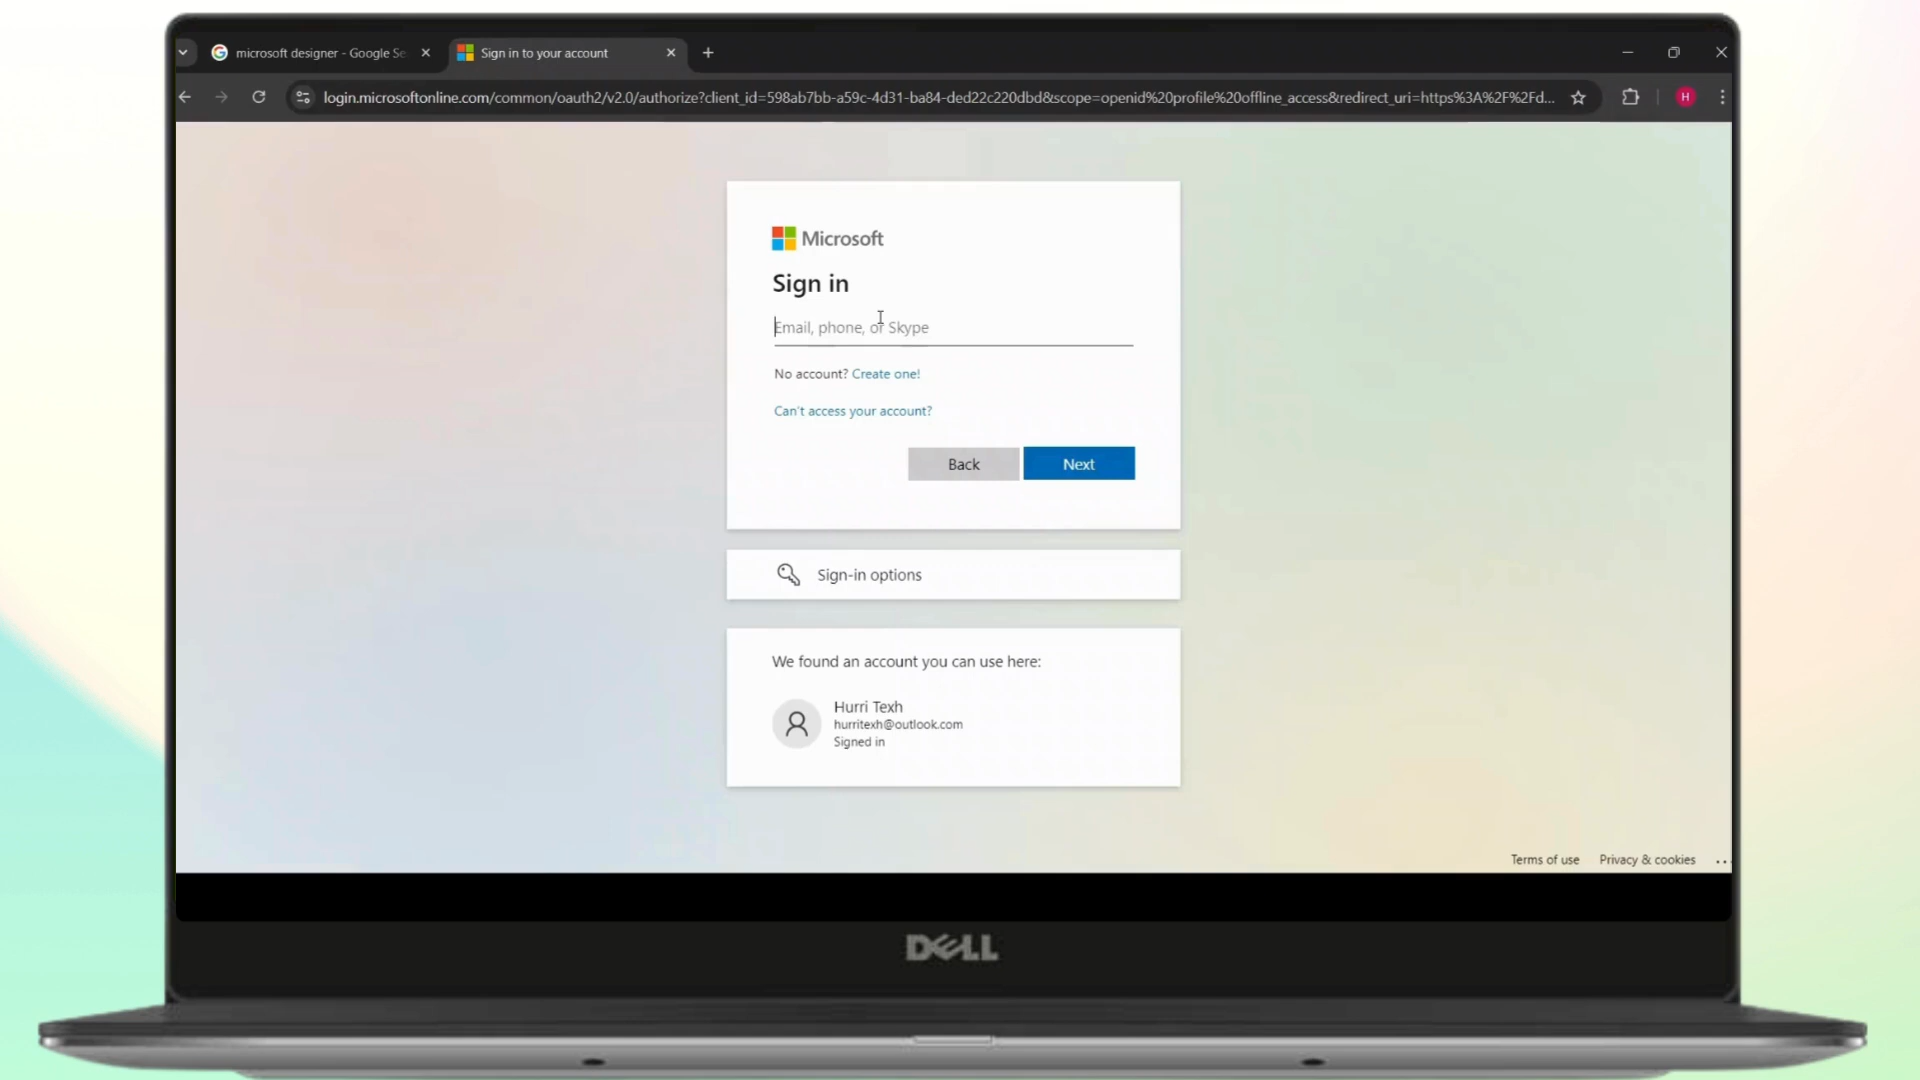 microsoft designer - Google Se
Sign in to your account
login.microsoftonline.com/common/oauth2/v2.0/authorize?client_id=598ab7bb-a59c-4d31-ba84-ded22c220dbd&scope=openid%20profile%20offline_access&redirect_uri=https%3A%2F%2Fd...
H
Microsoft
Sign in
Email, phone, or Skype
No account? Create one!
Can't access your account?
Back
Next
Sign-in options
We found an account you can use here:
Hurri Texh
hurritexh@outlook.com
Signed in
Terms of use
Privacy & cookies
...
DELL